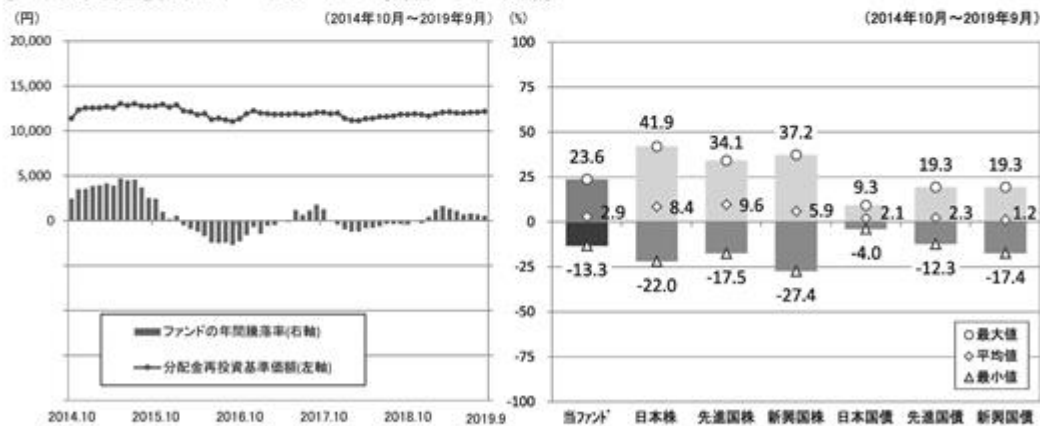 (円)
(2014年10月～2019年9月)
20,000
15,000
10,000
5,000
0
ファンドの年間騰落率(右軸)
分配金再投資基準価額(左軸)
2014.10 2015.10 2016.10 2017.10 2018.10 2019.9
(%)
(2014年10月～2019年9月)
100
75
50
25
0
-25
-50
-75
-100
23.6 41.9 34.1 37.2 9.3 19.3 19.3
2.9 8.4 9.6 5.9 2.1 2.3 1.2
-13.3 -22.0 -17.5 -27.4 -4.0 -12.3 -17.4
最大値
平均値
最小値
当ファンド 日本株 先進国株 新興国株 日本国債 先進国債 新興国債